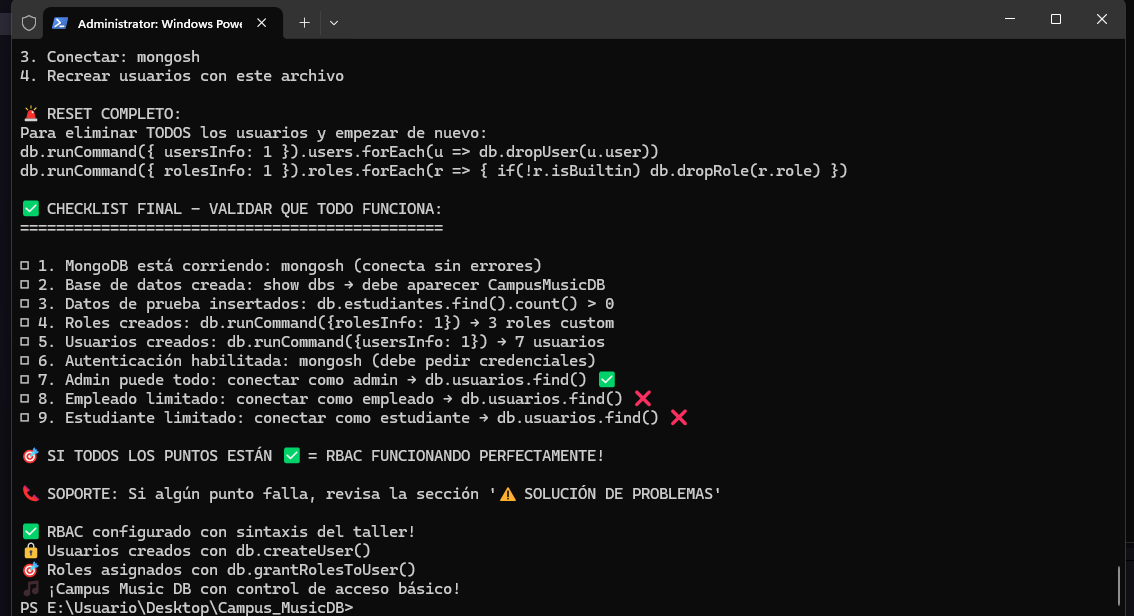 Administrator: Windows Powe
3. Conectar: mongosh
4. Recrear usuarios con este archivo
🚨 RESET COMPLETO:
Para eliminar TODOS los usuarios y empezar de nuevo:
db.runCommand({ usersInfo: 1 }).users.forEach(u => db.dropUser(u.user))
db.runCommand({ rolesInfo: 1 }).roles.forEach(r => { if(!r.isBuiltin) db.dropRole(r.role) })
✅ CHECKLIST FINAL - VALIDAR QUE TODO FUNCIONA:
===============================================
□ 1. MongoDB está corriendo: mongosh (conecta sin errores)
□ 2. Base de datos creada: show dbs → debe aparecer CampusMusicDB
□ 3. Datos de prueba insertados: db.estudiantes.find().count() > 0
□ 4. Roles creados: db.runCommand({rolesInfo: 1}) → 3 roles custom
□ 5. Usuarios creados: db.runCommand({usersInfo: 1}) → 7 usuarios
□ 6. Autenticación habilitada: mongosh (debe pedir credenciales)
□ 7. Admin puede todo: conectar como admin → db.usuarios.find() ✅
□ 8. Empleado limitado: conectar como empleado → db.usuarios.find() ❌
□ 9. Estudiante limitado: conectar como estudiante → db.usuarios.find() ❌
🎯 SI TODOS LOS PUNTOS ESTÁN ✅ = RBAC FUNCIONANDO PERFECTAMENTE!
📞 SOPORTE: Si algún punto falla, revisa la sección '⚠️ SOLUCIÓN DE PROBLEMAS'
✅ RBAC configurado con sintaxis del taller!
🔒 Usuarios creados con db.createUser()
🎯 Roles asignados con db.grantRolesToUser()
🎵 ¡Campus Music DB con control de acceso básico!
PS E:\Usuario\Desktop\Campus_MusicDB>